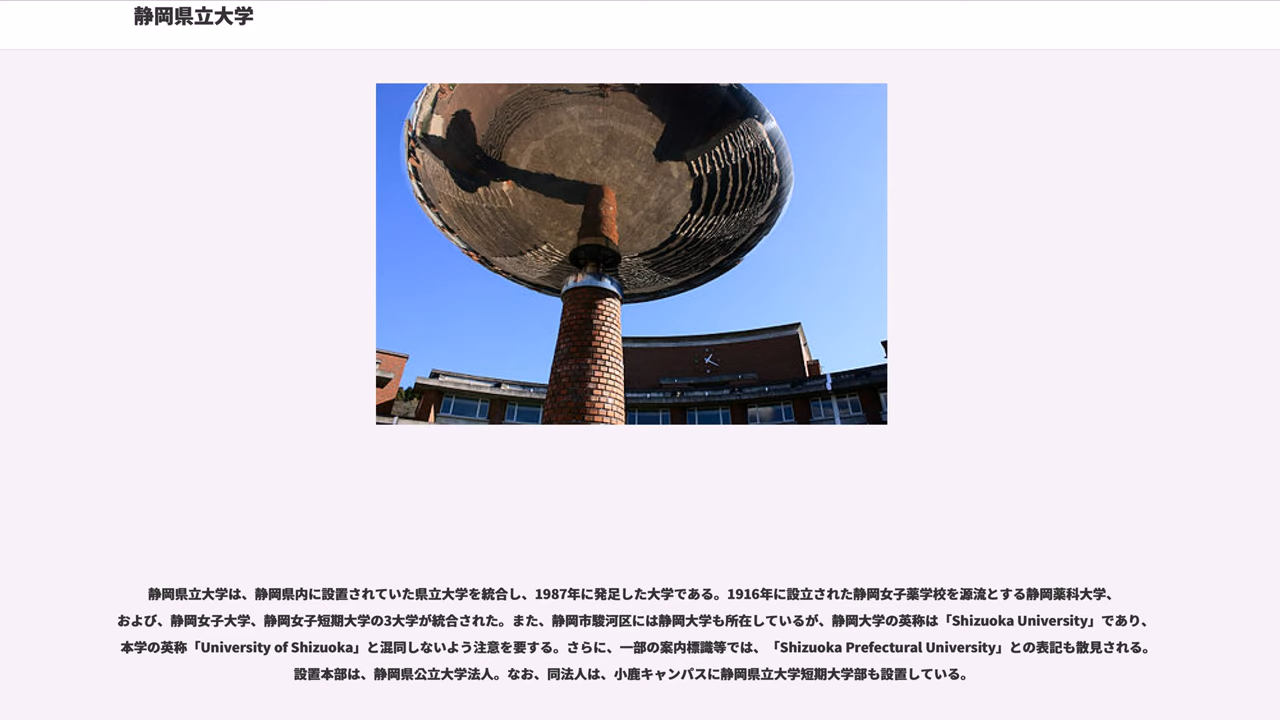 静岡県立大学
静岡県立大学は、静岡県内に設置されていた県立大学を統合し、1987年に発足した大学である。1916年に設立された静岡女子薬学校を源流とする静岡薬科大学、
および、静岡女子大学、静岡女子短期大学の3大学が統合された。また、静岡市駿河区には静岡大学も所在しているが、静岡大学の英称は「Shizuoka University」であり、
本学の英称「University of Shizuoka」と混同しないよう注意を要する。さらに、一部の案内標識等では、「Shizuoka Prefectural University」との表記も散見される。
設置本部は、静岡県公立大学法人。なお、同法人は、小鹿キャンパスに静岡県立大学短期大学部も設置している。